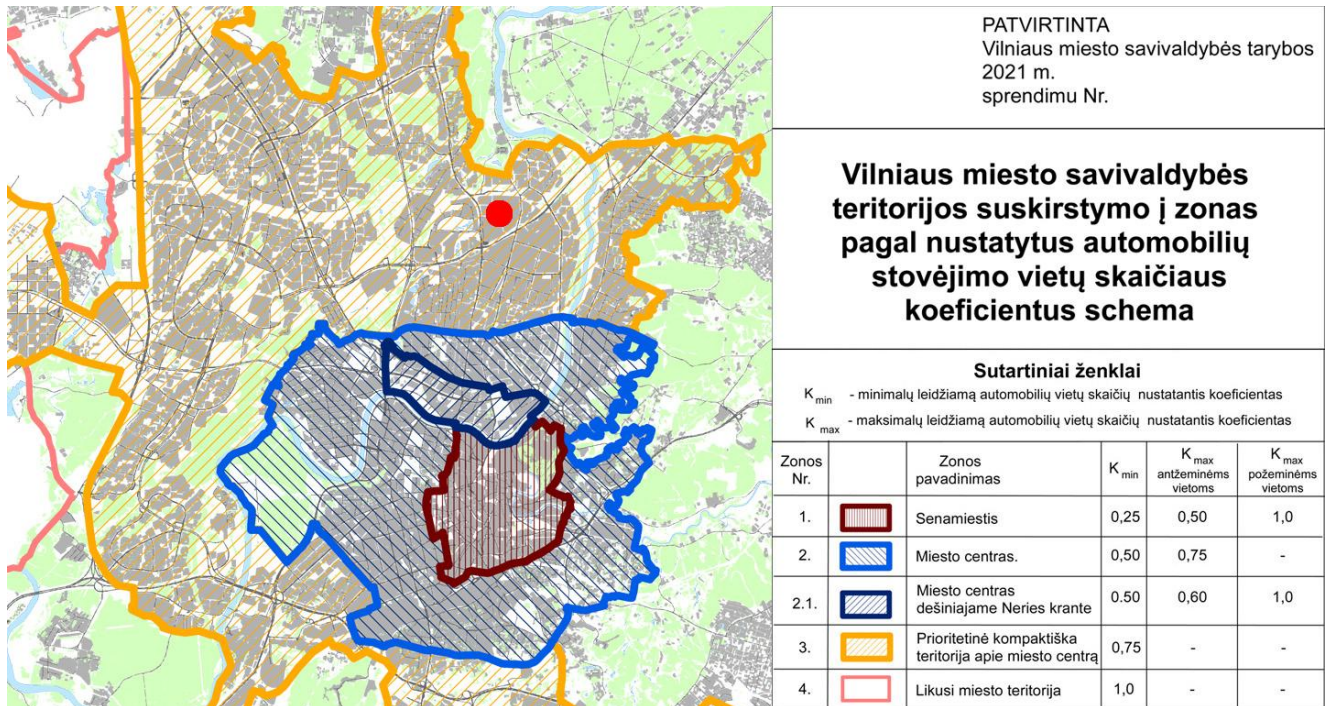 PATVIRTINTA
Vilniaus miesto savivaldybės tarybos
2021 m.
sprendimu Nr.
Vilniaus miesto savivaldybės
teritorijos suskirstymo į zonas
pagal nustatytus automobilių
stovėjimo vietų skaičiaus
koeficientus schema
Sutartiniai ženklai
K min - minimalų leidžiamą automobilių vietų skaičių nustatantis koeficientas
K max - maksimalų leidžiamą automobilių vietų skaičių nustatantis koeficientas
Zonos Nr. Zonos pavadinimas K min K max antžeminėms vietoms K max požeminėms vietoms
1. Senamiestis 0,25 0,50 1,0
2. Miesto centras. 0,50 0,75 -
2.1. Miesto centras dešiniajame Neries krante 0.50 0,60 1,0
3. Prioritetinė kompaktiška teritorija apie miesto centrą 0,75 - -
4. Likusi miesto teritorija 1,0 - -